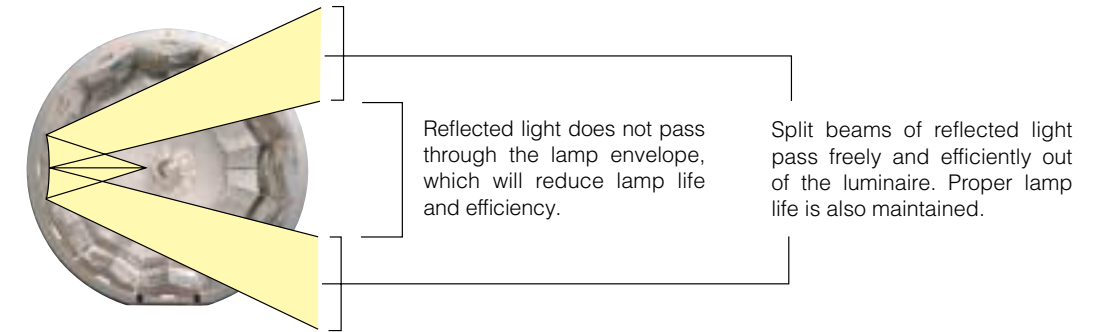 Reflected light does not pass
through the lamp envelope,
which will reduce lamp life
and efficiency.
Split beams of reflected light
pass freely and efficiently out
of the luminaire. Proper lamp
life is also maintained.